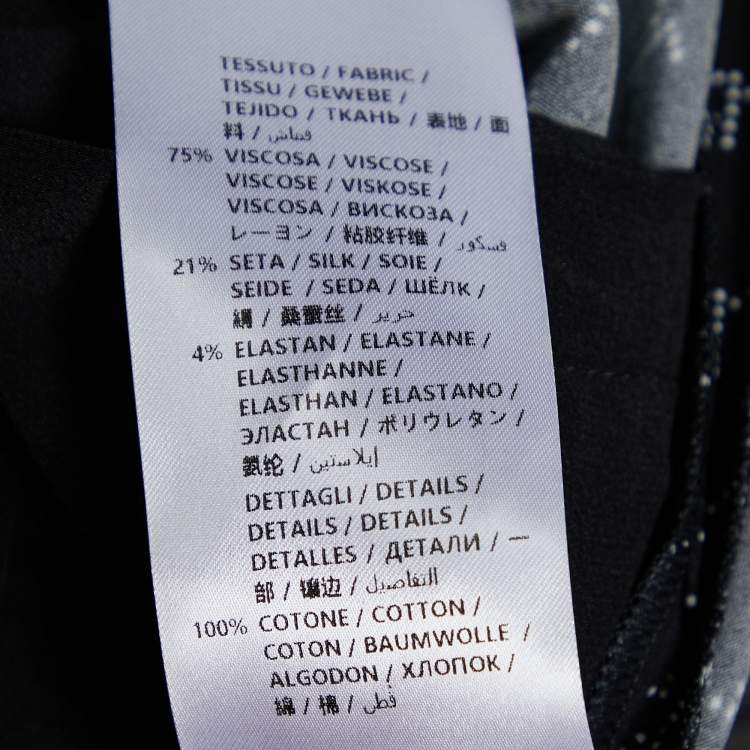 TESSUTO / FABRIC /
TISSU / GEWEBE /
TEJIDO / ТКАНЬ / 表地 / 面
料 / قماش
75% VISCOSA / VISCOSE /
VISCOSE / VISKOSE /
VISCOSA / ВИСКОЗА /
レーヨン / 粘胶纤维 / فسكوز
21% SETA / SILK / SOIE /
SEIDE / SEDA / ШЁЛК /
絹 / 桑蚕丝 / حرير
4% ELASTAN / ELASTANE /
ELASTHANNE /
ELASTHAN / ELASTANO /
ЭЛАСТАН / ポリウレタン /
氨纶 / إيلاستين
DETTAGLI / DETAILS /
DETAILS / DETAILS /
DETALLES / ДЕТАЛИ / 一
部 / 镶边 / التفاصيل
100% COTONE / COTTON /
COTON / BAUMWOLLE /
ALGODON / ХЛОПОК /
綿 / 棉 / قطن